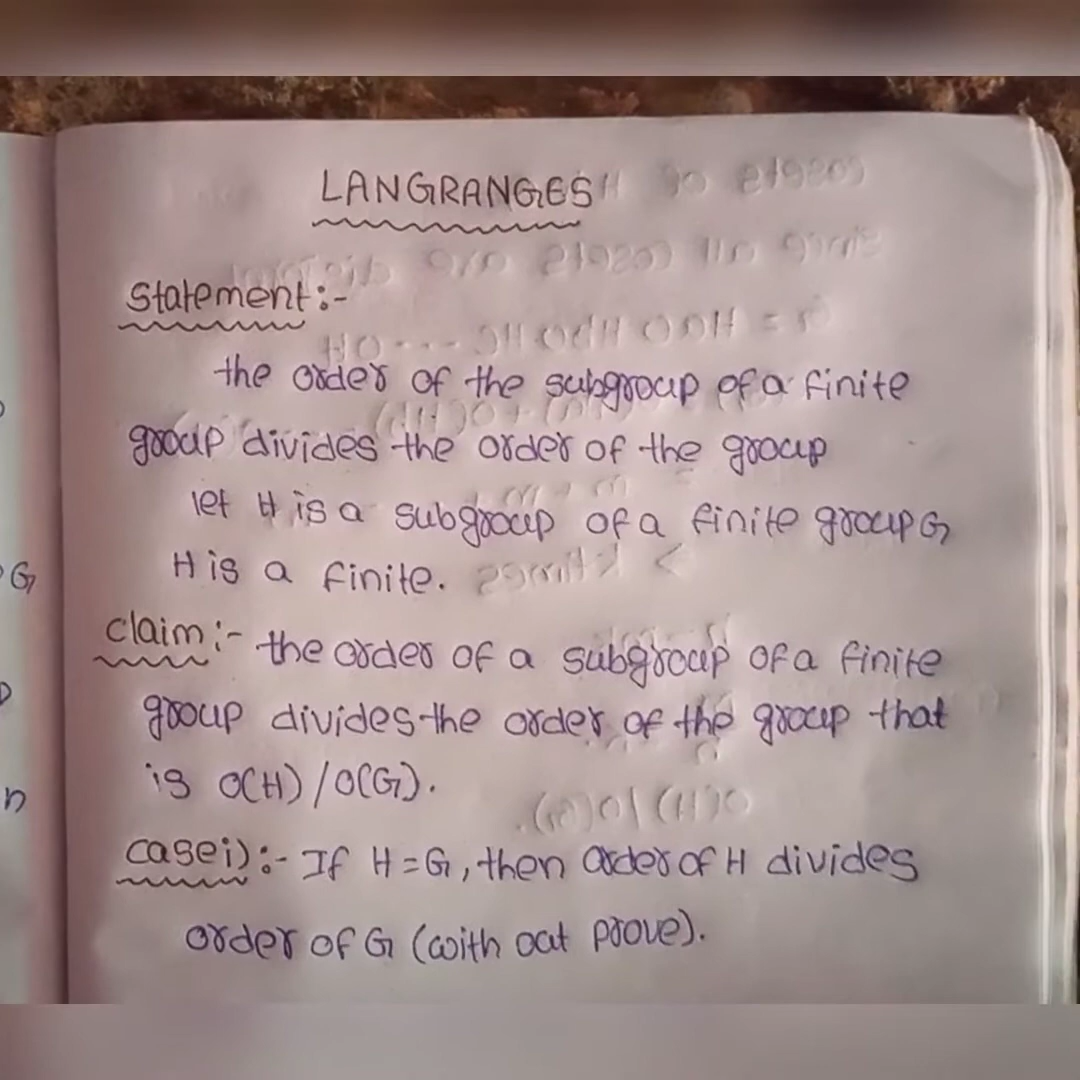 LANGRANGES
Statement:-
the order of the subgroup of a finite
group divides the order of the group
let H is a subgroup of a finite group G
H is a finite.
claim:- the order of a subgroup of a finite
group divides the order of the group that
is O(H)/O(G).
case i):- If H=G, then order of H divides
order of G (with out prove).
G
D
n